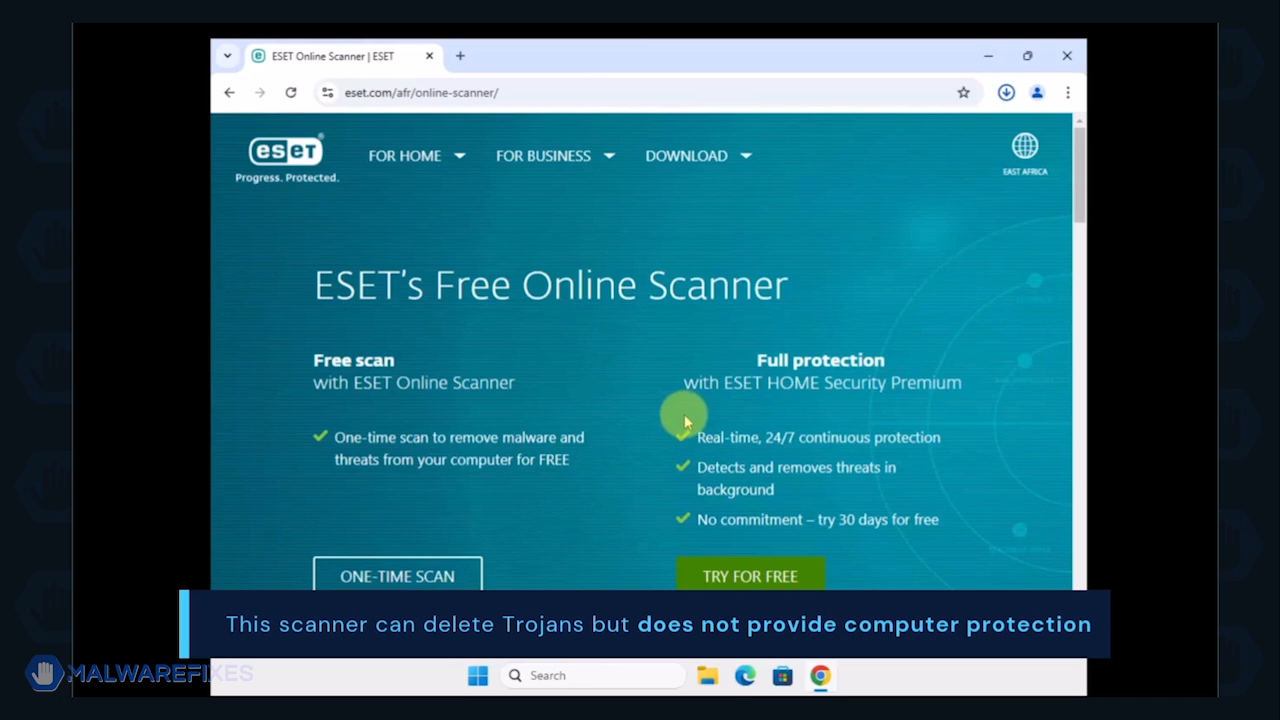 ESET Online Scanner | ESET
eset.com/afr/online-scanner/
eset®
Progress. Protected.
FOR HOME
FOR BUSINESS
DOWNLOAD
EAST AFRICA
ESET's Free Online Scanner
Free scan
with ESET Online Scanner
One-time scan to remove malware and
threats from your computer for FREE
ONE-TIME SCAN
Full protection
with ESET HOME Security Premium
Real-time, 24/7 continuous protection
Detects and removes threats in
background
No commitment – try 30 days for free
TRY FOR FREE
This scanner can delete Trojans but does not provide computer protection
MALWAREFIXES
Search